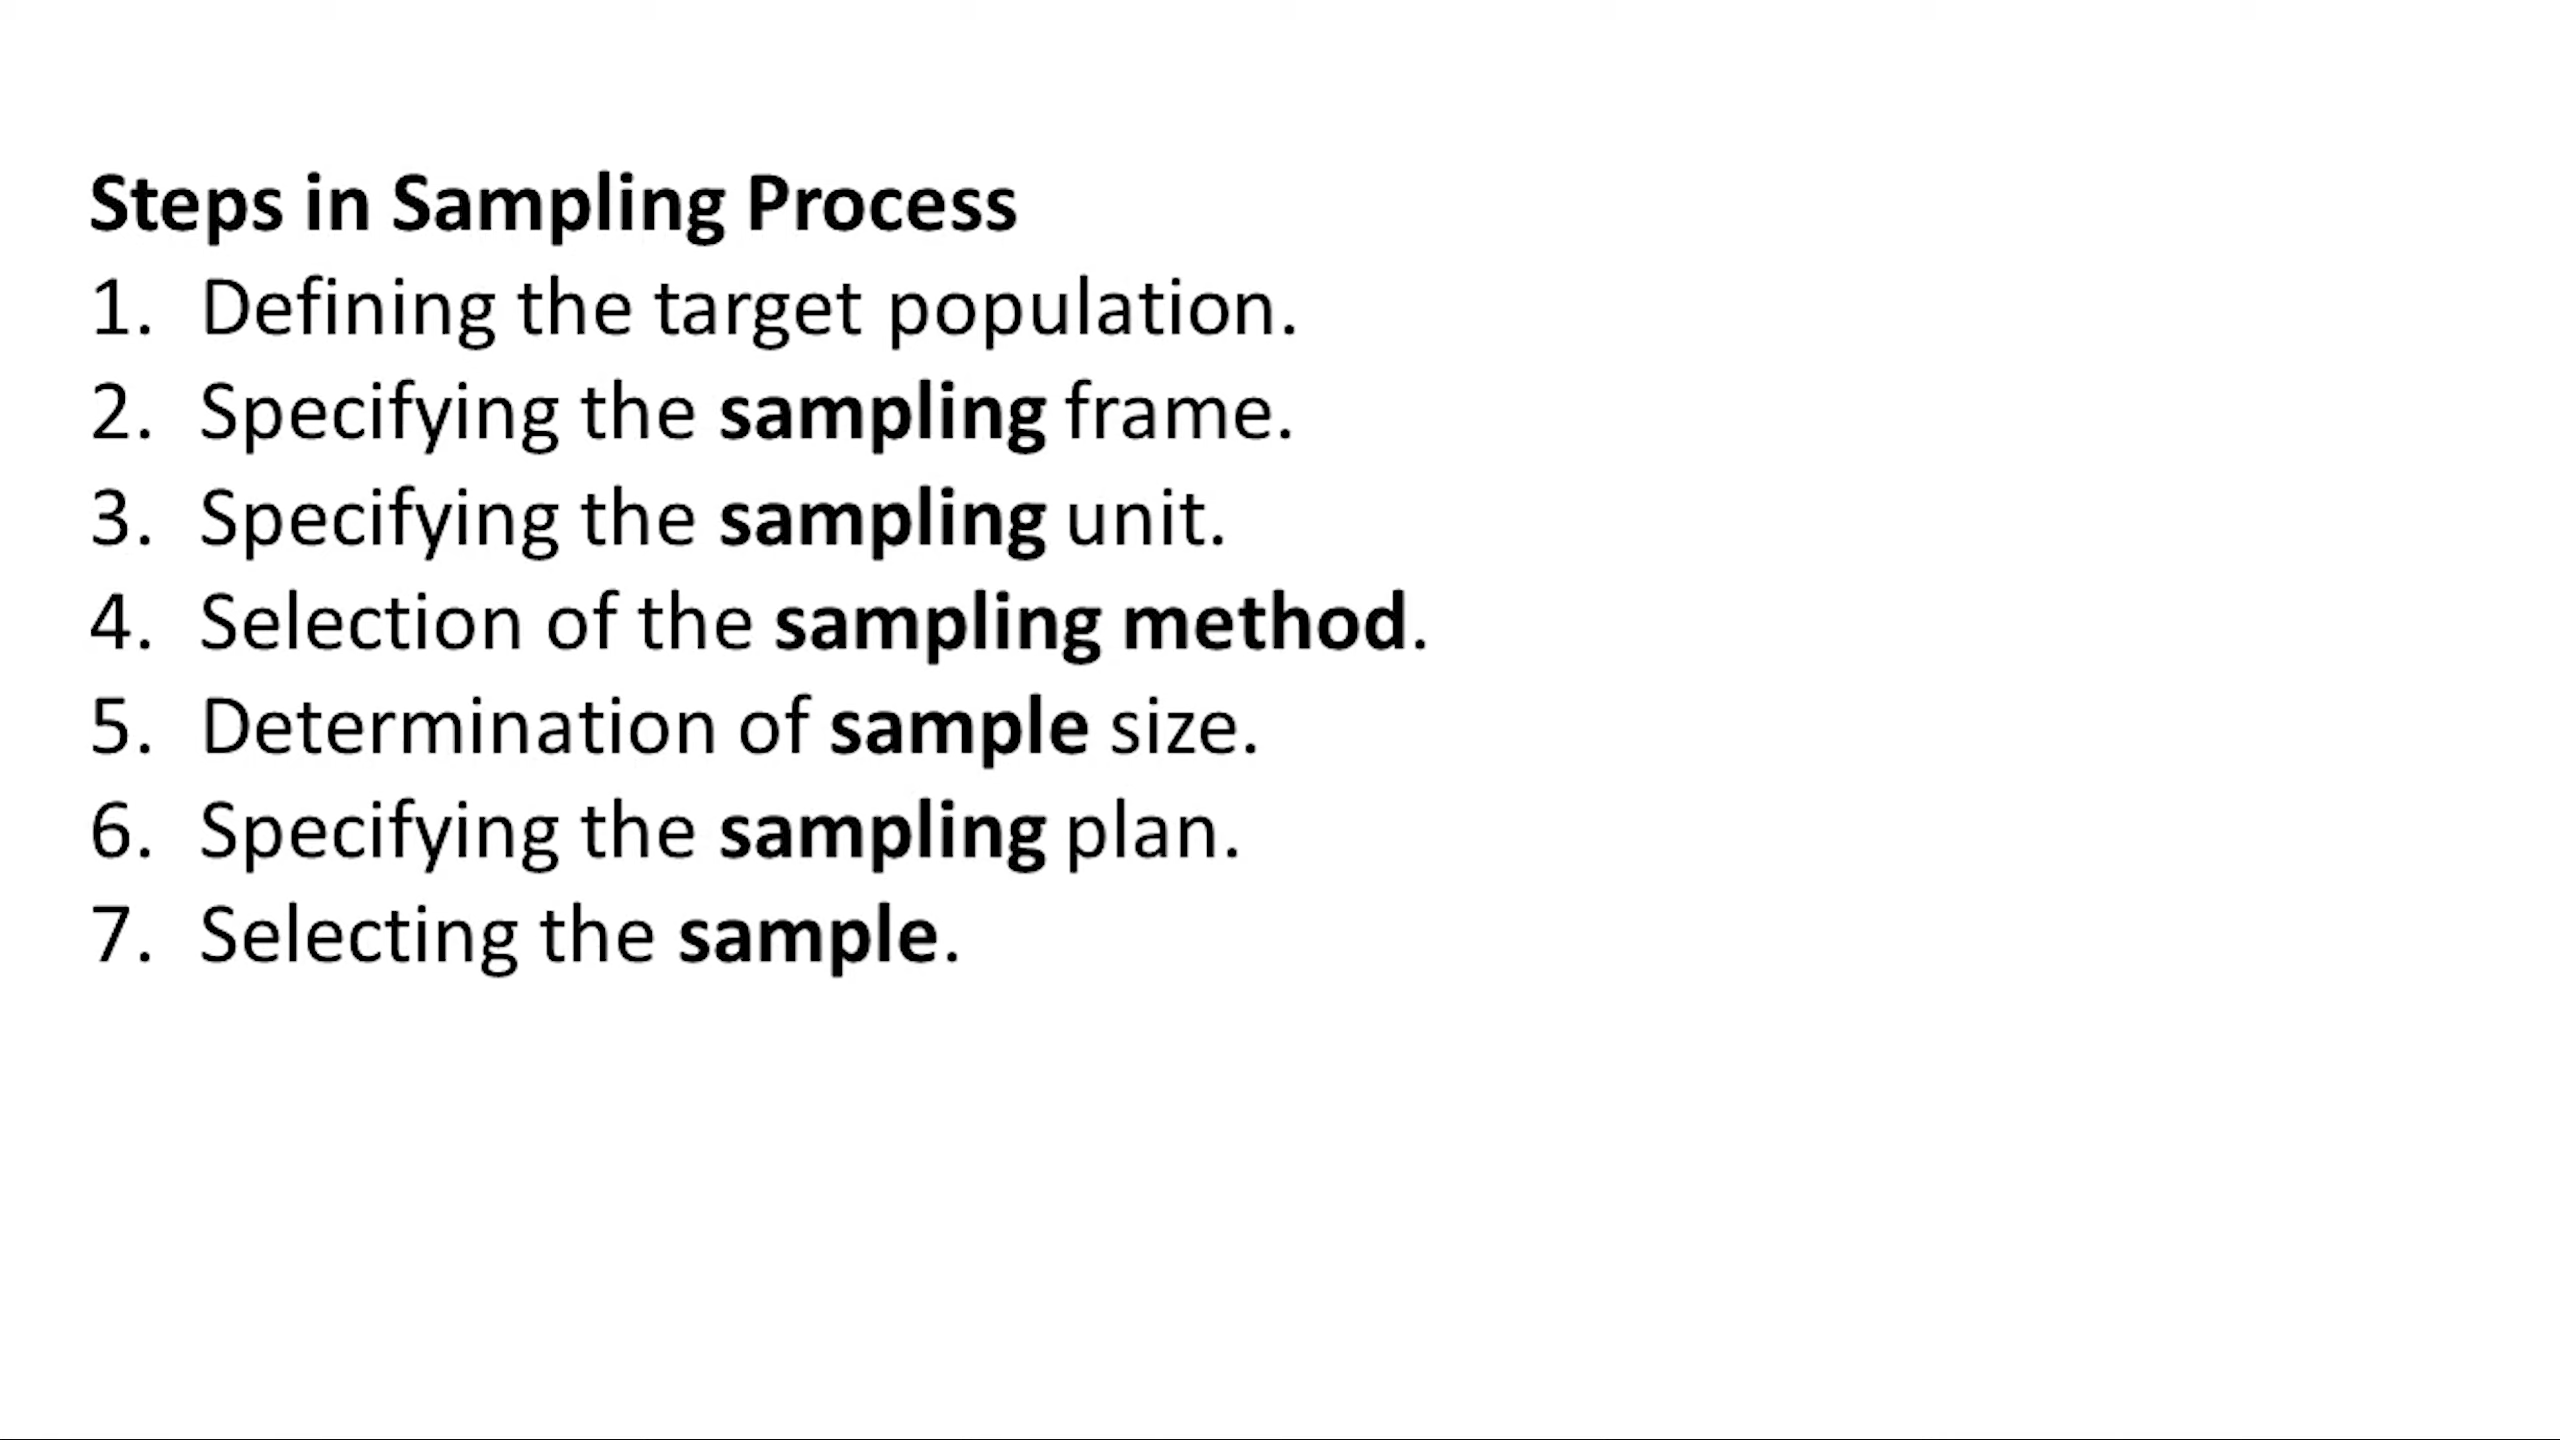 Steps in Sampling Process
1. Defining the target population.
2. Specifying the sampling frame.
3. Specifying the sampling unit.
4. Selection of the sampling method.
5. Determination of sample size.
6. Specifying the sampling plan.
7. Selecting the sample.